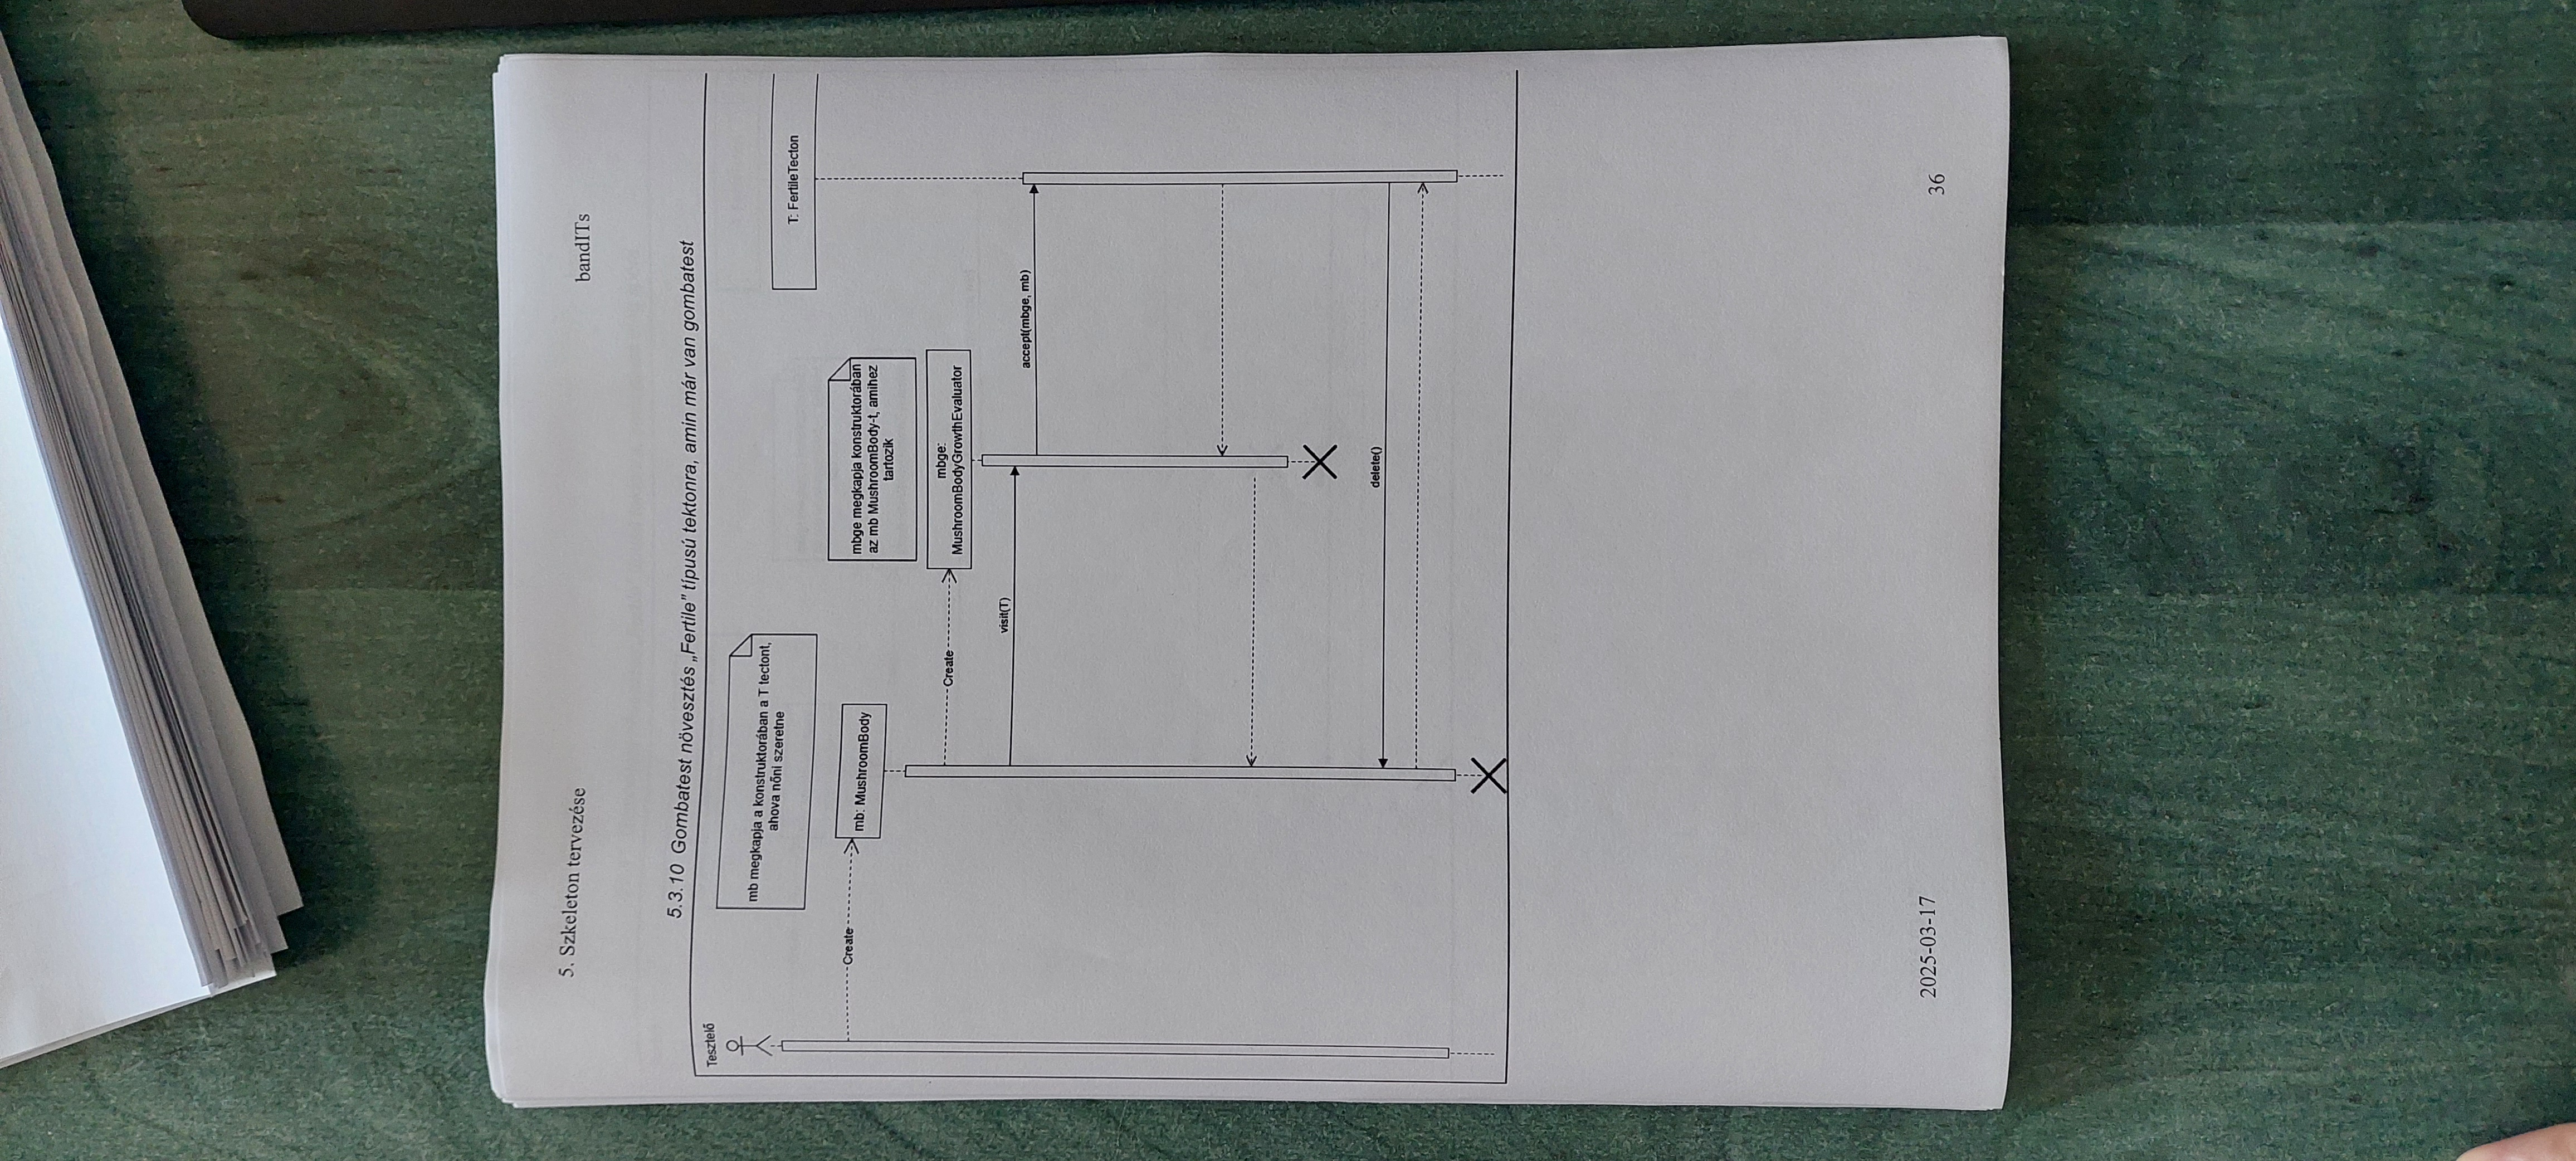 5. Szkeleton tervezése
bandITs
5.3.10 Gombatest növesztés „Fertile” típusú tektonra, amin már van gombatest
Tesztelő
mb megkapja a konstruktorában a T tectont,
ahova nőni szeretne
T: FertileTecton
Create
mb: MushroomBody
mbge megkapja konstruktorában
az mb MushroomBody-t, amihez
tartozik
Create
mbge:
MushroomBodyGrowthEvaluator
visit(T)
accept(mbge, mb)
delete()
2025-03-17
36